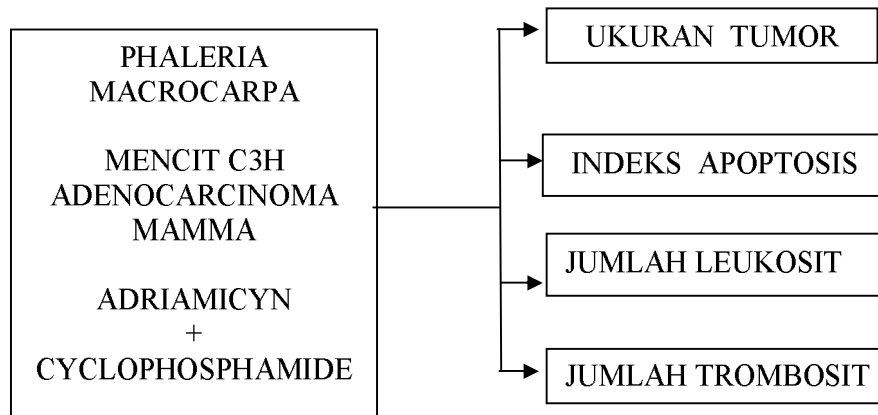 PHALERIA
MACROCARPA
MENCIT C3H
ADENOCARCINOMA
MAMMA
ADRIAMICYN
+
CYCLOPHOSPHAMIDE
UKURAN TUMOR
INDEKS APOPTOSIS
JUMLAH LEUKOSIT
JUMLAH TROMBOSIT